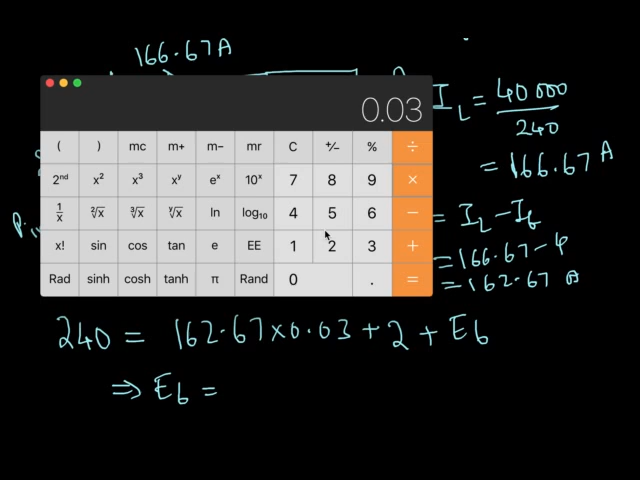 166.67A
I_L = 40000
240
= 166.67 A
0.03
( ) mc m+ m- mr C +/- % ÷
2nd x² x³ xʸ eˣ 10ˣ 7 8 9 ×
1/x ²√x ³√x ʸ√x ln log₁₀ 4 5 6 −
x! sin cos tan e EE 1 2 3 +
Rad sinh cosh tanh π Rand 0 . =
= I_L - I_f
= 166.67 - 4
= 162.67 A
240 = 162.67×0.03 + 2 + E_b
⇒ E_b =